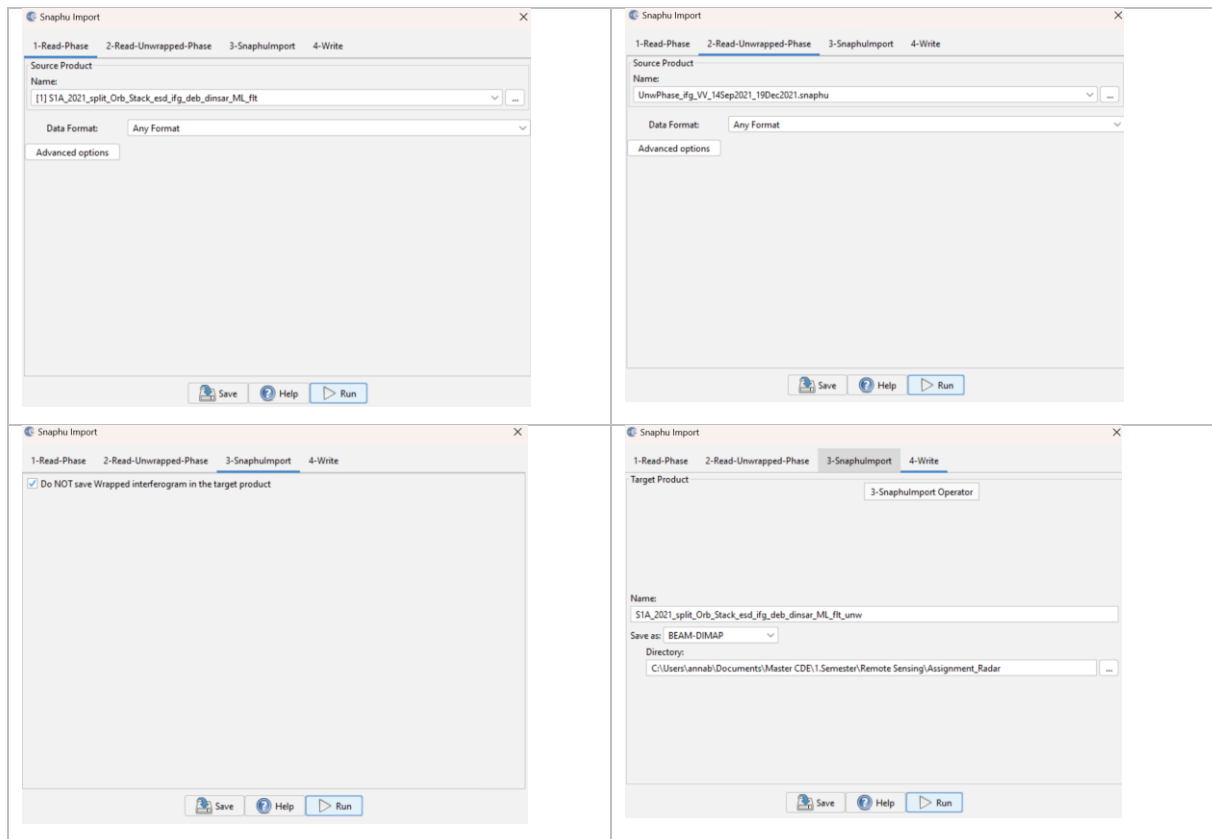 Snaphu Import
1-Read-Phase 2-Read-Unwrapped-Phase 3-SnaphuImport 4-Write
Source Product
Name:
[1] S1A_2021_split_Orb_Stack_esd_ifg_deb_dinsar_ML_flt
...
Data Format: Any Format
Advanced options
Save Help Run
Snaphu Import
1-Read-Phase 2-Read-Unwrapped-Phase 3-SnaphuImport 4-Write
Source Product
Name:
UnwPhase_ifg_VV_14Sep2021_19Dec2021.snaphu
...
Data Format: Any Format
Advanced options
Save Help Run
Snaphu Import
1-Read-Phase 2-Read-Unwrapped-Phase 3-SnaphuImport 4-Write
Do NOT save Wrapped interferogram in the target product
Save Help Run
Snaphu Import
1-Read-Phase 2-Read-Unwrapped-Phase 3-SnaphuImport 4-Write
Target Product
3-SnaphuImport Operator
Name:
S1A_2021_split_Orb_Stack_esd_ifg_deb_dinsar_ML_flt_unw
Save as: BEAM-DIMAP
Directory:
C:\Users\annab\Documents\Master CDE\1.Semester\Remote Sensing\Assignment_Radar ...
Save Help Run